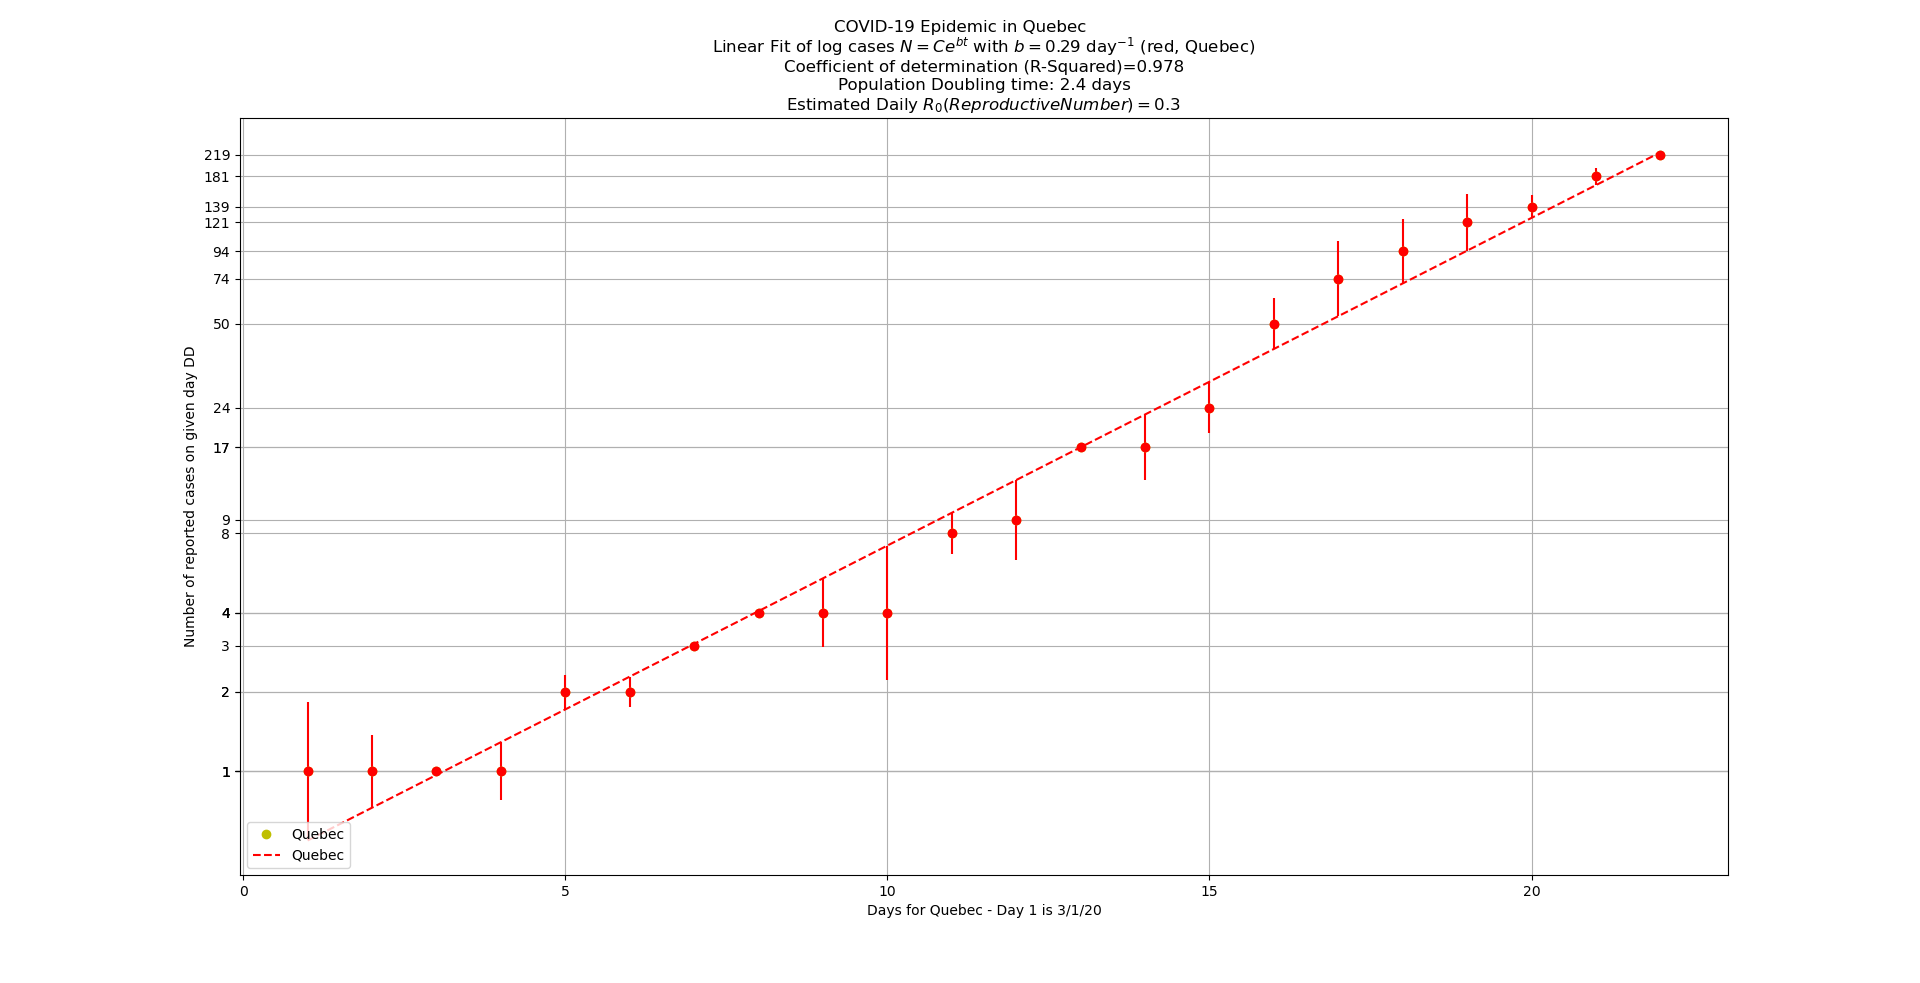 COVID-19 Epidemic in Quebec
Linear Fit of log cases N = Ce^{bt} with b = 0.29 day^{−1} (red, Quebec)
Coefficient of determination (R-Squared)=0.978
Population Doubling time: 2.4 days
Estimated Daily R_0(ReproductiveNumber) = 0.3
219
181
139
121
94
74
50
24
17
9
8
4
3
2
1
Number of reported cases on given day DD
Quebec
Quebec
0 5 10 15 20
Days for Quebec - Day 1 is 3/1/20